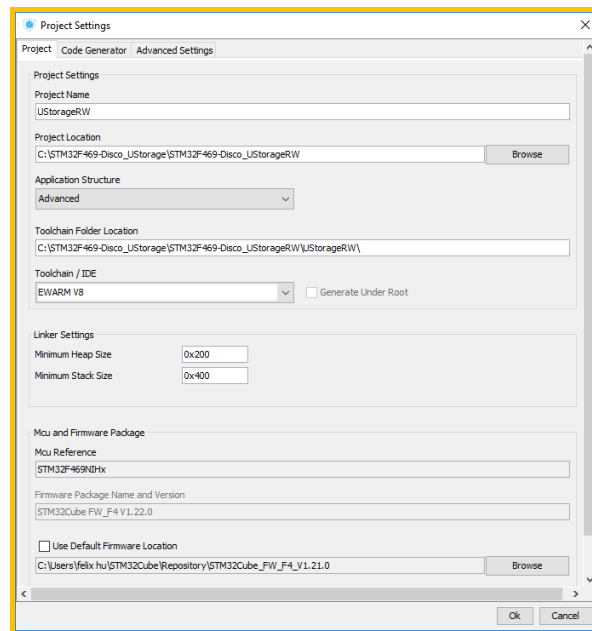 Project Settings
Project Code Generator Advanced Settings
Project Settings
Project Name
UStorageRW
Project Location
C:\STM32F469-Disco_UStorage\STM32F469-Disco_UStorageRW Browse
Application Structure
Advanced
Toolchain Folder Location
C:\STM32F469-Disco_UStorage\STM32F469-Disco_UStorageRW\UStorageRW\
Toolchain / IDE
EWARM V8 Generate Under Root
Linker Settings
Minimum Heap Size 0x200
Minimum Stack Size 0x400
Mcu and Firmware Package
Mcu Reference
STM32F469NIHx
Firmware Package Name and Version
STM32Cube FW_F4 V1.22.0
Use Default Firmware Location
C:\Users\felix hu\STM32Cube\Repository\STM32Cube_FW_F4_V1.21.0 Browse
Ok Cancel